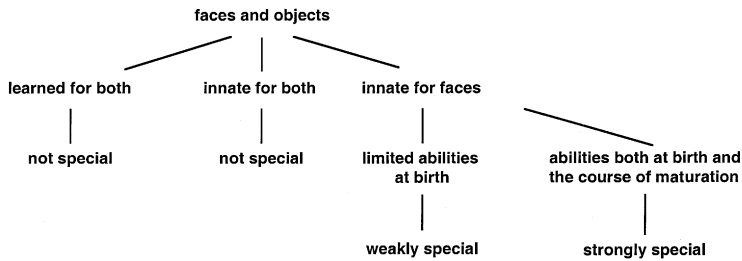 faces and objects
learned for both
innate for both
innate for faces
not special
not special
limited abilities
at birth
abilities both at birth and
the course of maturation
weakly special
strongly special